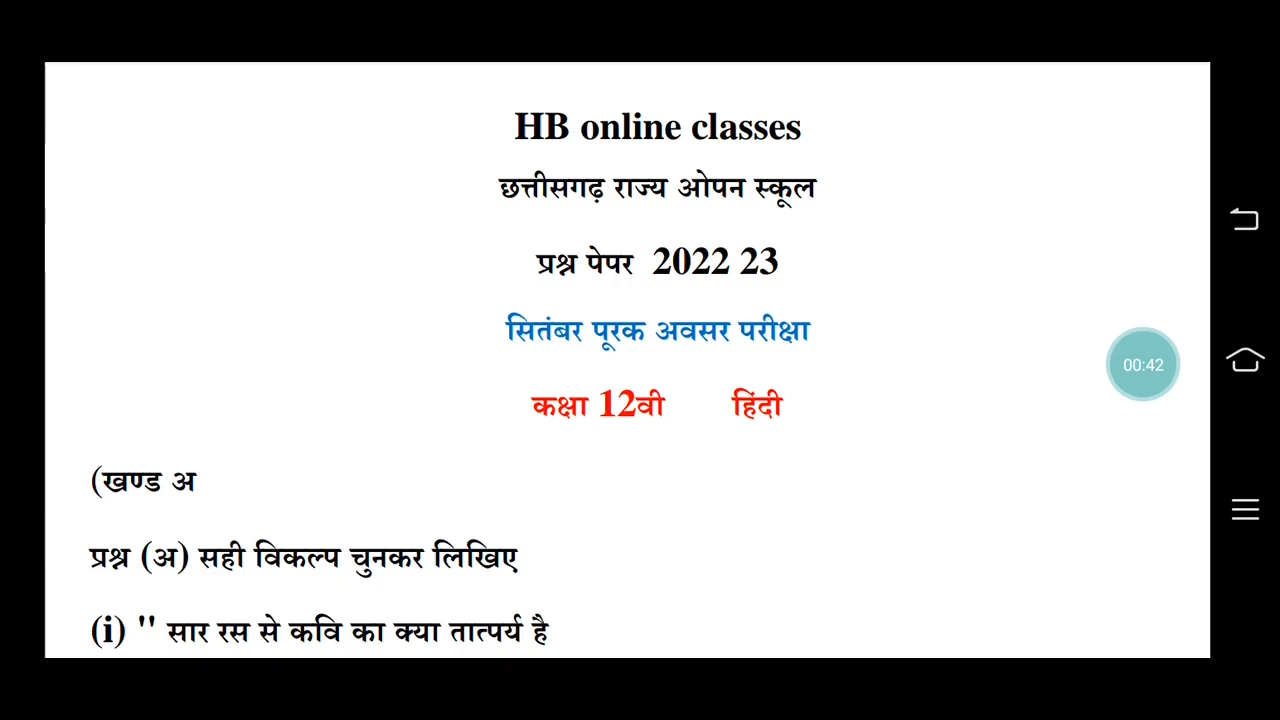 HB online classes
छत्तीसगढ़ राज्य ओपन स्कूल
प्रश्न पेपर 2022 23
सितंबर पूरक अवसर परीक्षा
कक्षा 12वी हिंदी
00:42
(खण्ड अ
प्रश्न (अ) सही विकल्प चुनकर लिखिए
(i) " सार रस से कवि का क्या तात्पर्य है